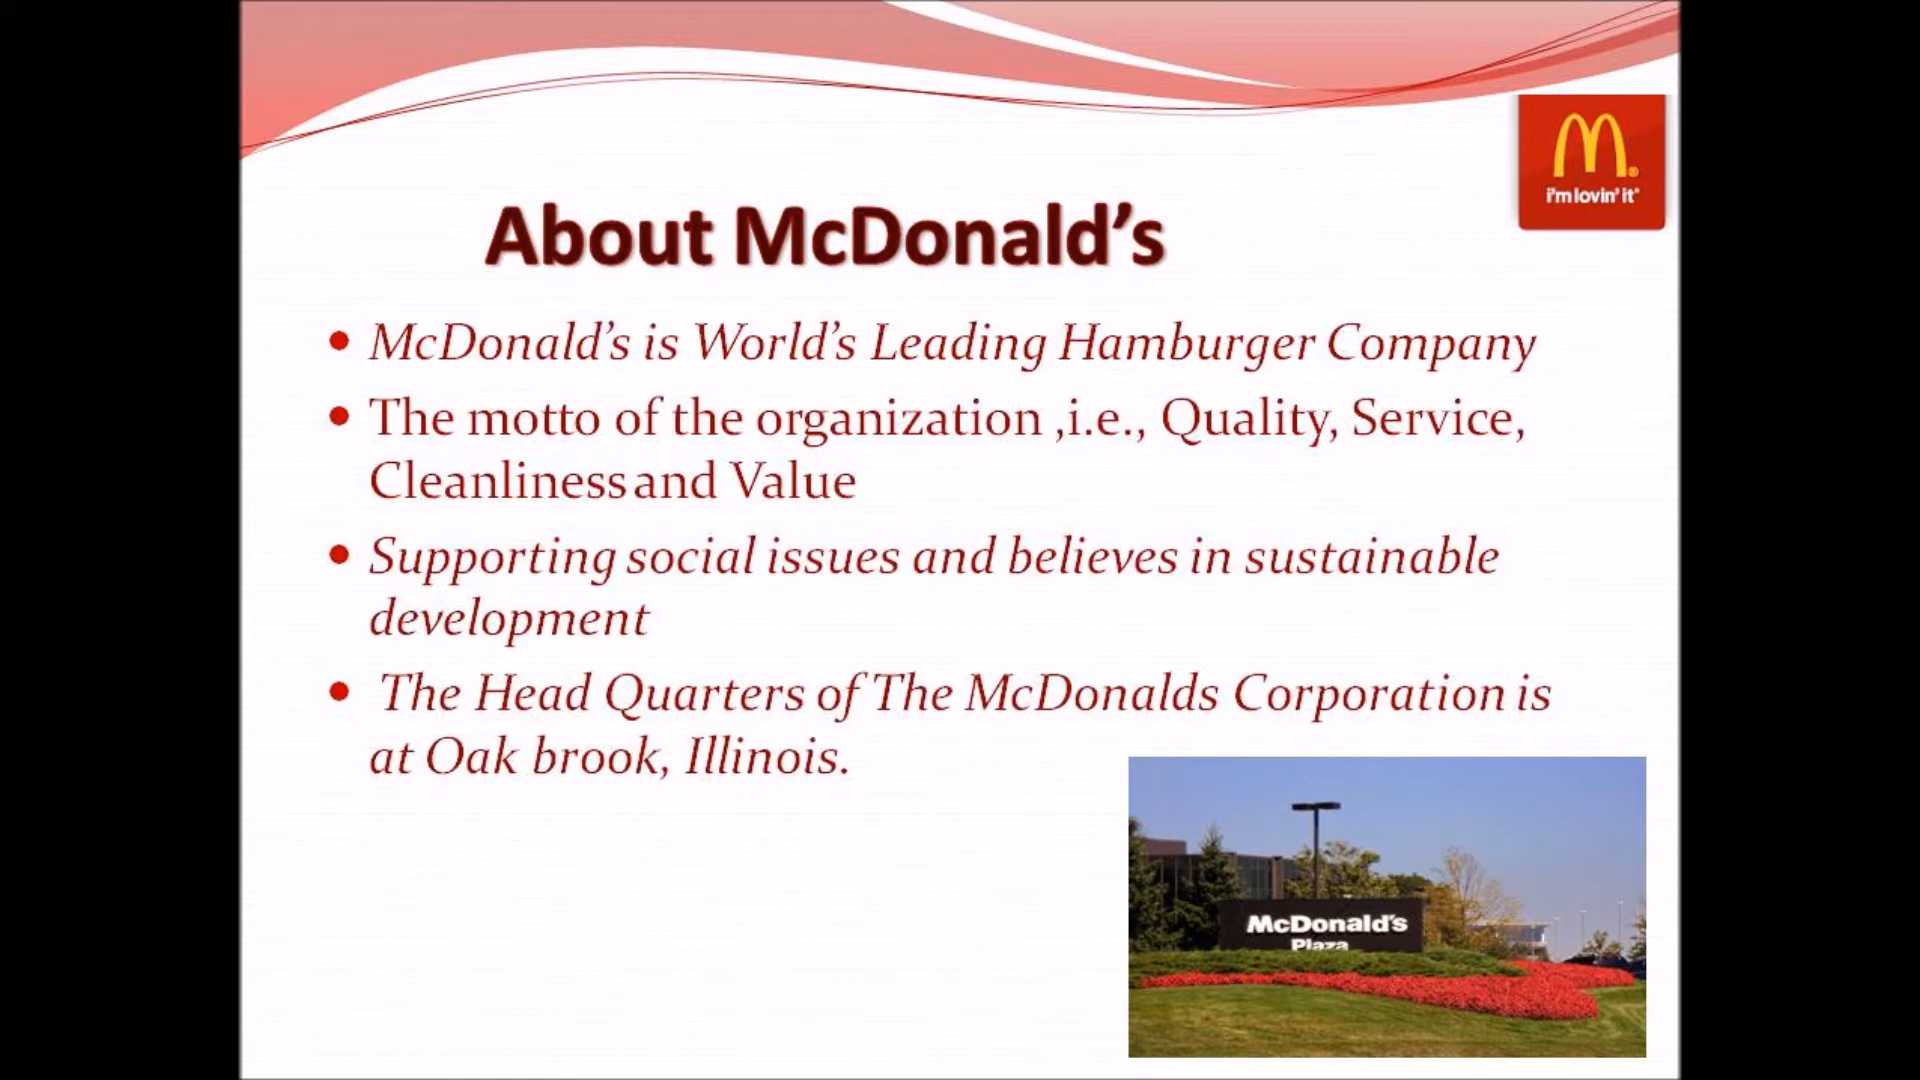 M®
i'm lovin' it®
About McDonald's
• McDonald's is World's Leading Hamburger Company
• The motto of the organization ,i.e., Quality, Service,
Cleanliness and Value
• Supporting social issues and believes in sustainable
development
• The Head Quarters of The McDonalds Corporation is
at Oak brook, Illinois.
McDonald's
Plaza